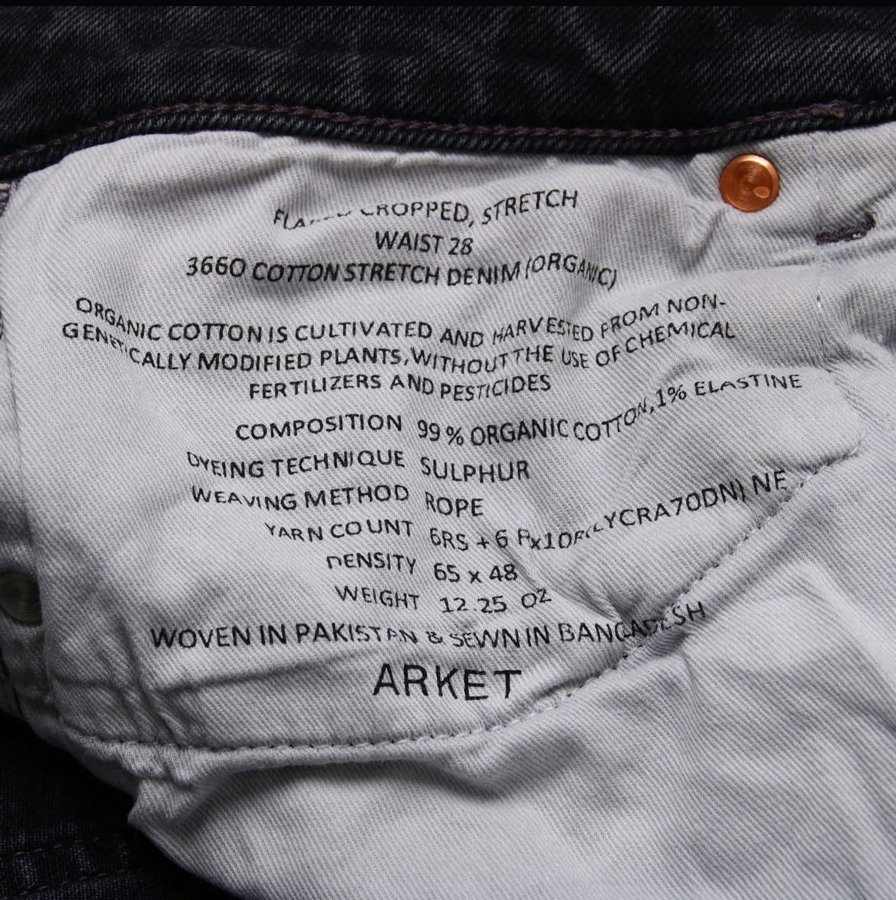 CROPPED, STRETCH
WAIST 28
3660 COTTON STRETCH DENIM (ORGANIC)
ORGANIC COTTON IS CULTIVATED AND HARVESTED FROM NON-
GENETICALLY MODIFIED PLANTS, WITHOUT THE USE OF CHEMICAL
FERTILIZERS AND PESTICIDES
COMPOSITION 99 % ORGANIC COTTON, 1% ELASTINE
DYEING TECHNIQUE SULPHUR
WEAVING METHOD ROPE
YARN COUNT 6RS + 6
DENSITY 65 x 48
WEIGHT 12.25 OZ
WOVEN IN PAKISTAN & SEWN IN BANGLADESH
ARKET